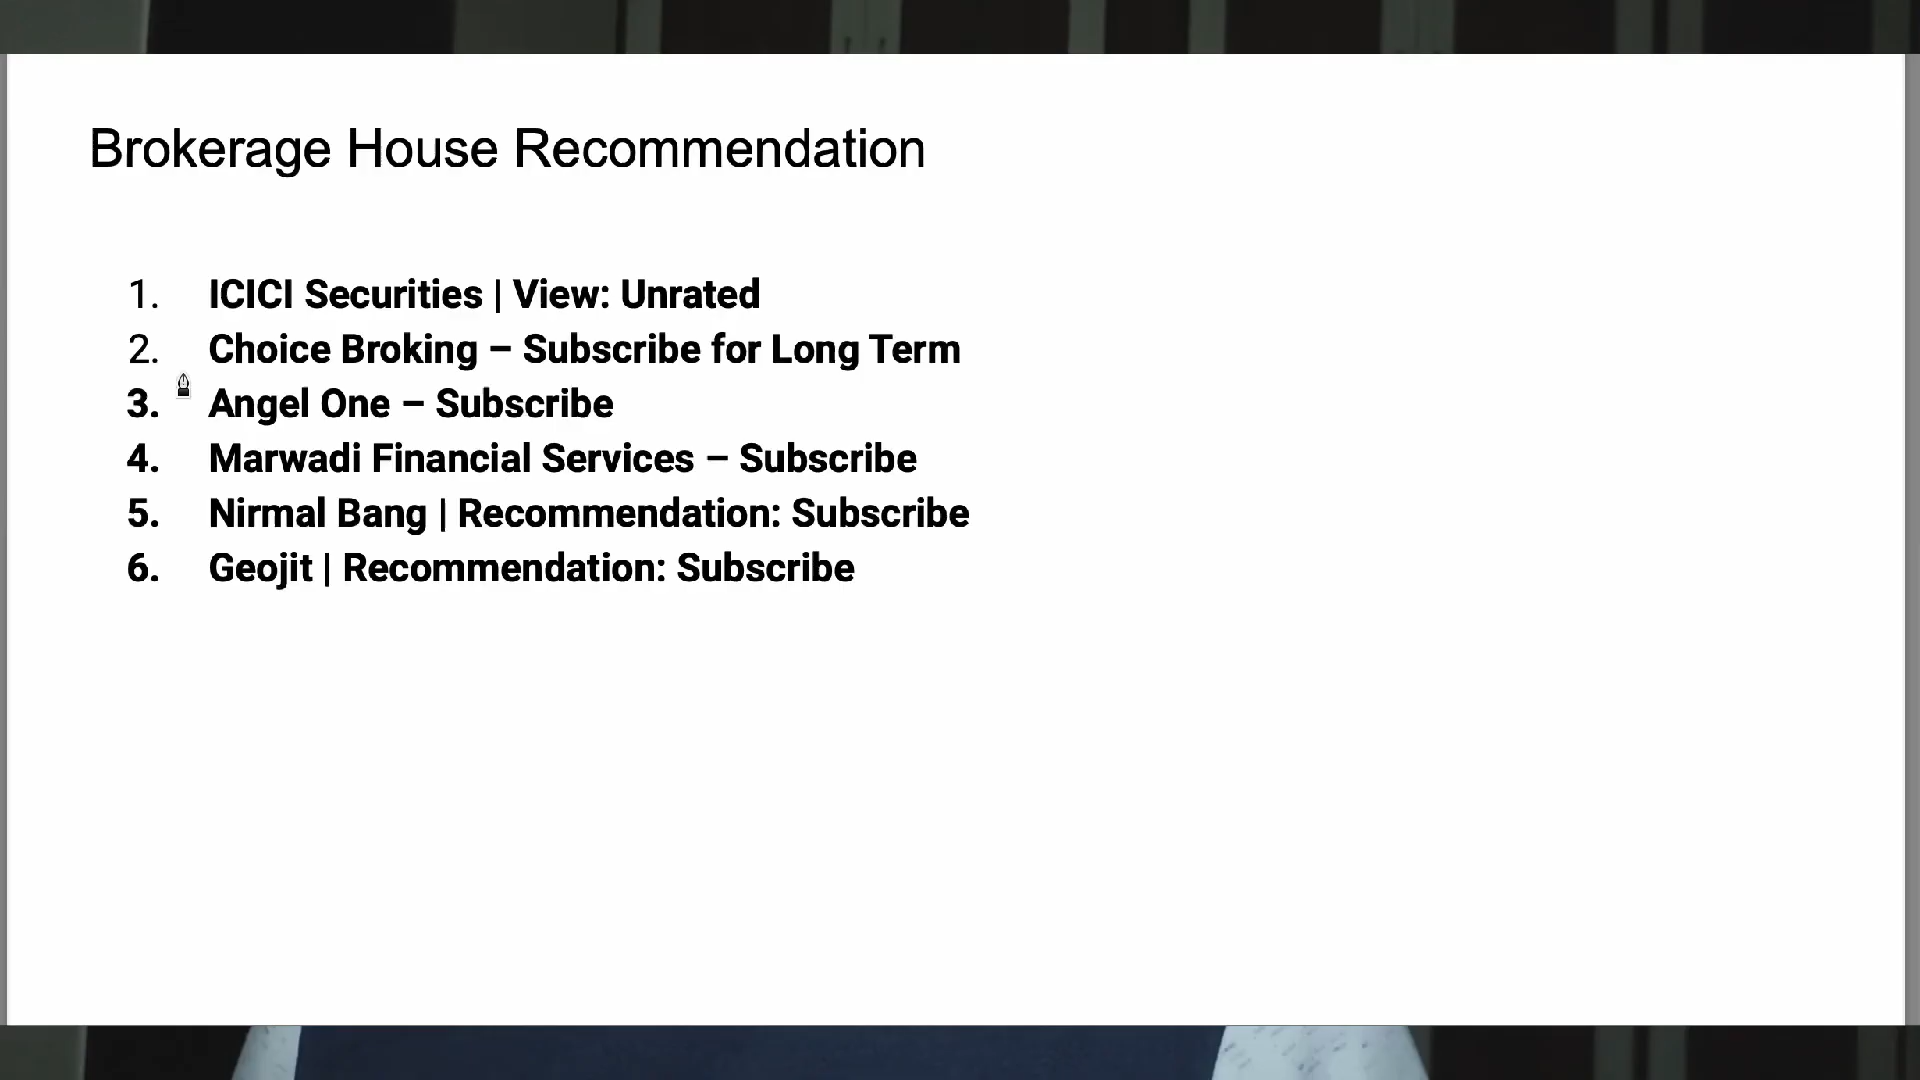 Brokerage House Recommendation
1. ICICI Securities | View: Unrated
2. Choice Broking – Subscribe for Long Term
3. Angel One – Subscribe
4. Marwadi Financial Services – Subscribe
5. Nirmal Bang | Recommendation: Subscribe
6. Geojit | Recommendation: Subscribe